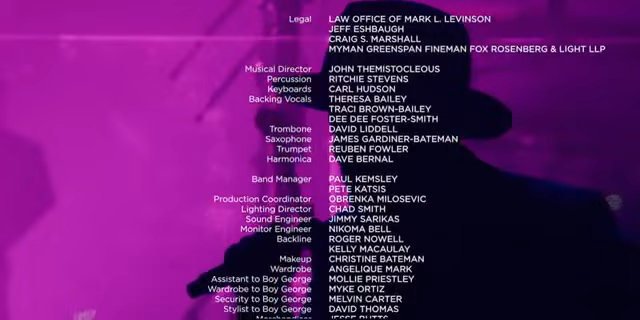 Legal LAW OFFICE OF MARK L. LEVINSON
JEFF ESHBAUGH
CRAIG S. MARSHALL
MYMAN GREENSPAN FINEMAN FOX ROSENBERG & LIGHT LLP
Musical Director JOHN THEMISTOCLEOUS
Percussion RITCHIE STEVENS
Keyboards CARL HUDSON
Backing Vocals THERESA BAILEY
TRACI BROWN-BAILEY
DEE DEE FOSTER-SMITH
Trombone DAVID LIDDELL
Saxophone JAMES GARDINER-BATEMAN
Trumpet REUBEN FOWLER
Harmonica DAVE BERNAL
Band Manager PAUL KEMSLEY
PETE KATSIS
Production Coordinator OBRENKA MILOSEVIC
Lighting Director CHAD SMITH
Sound Engineer JIMMY SARIKAS
Monitor Engineer NIKOMA BELL
Backline ROGER NOWELL
KELLY MACAULAY
Makeup CHRISTINE BATEMAN
Wardrobe ANGELIQUE MARK
Assistant to Boy George MOLLIE PRIESTLEY
Wardrobe to Boy George MYKE ORTIZ
Security to Boy George MELVIN CARTER
Stylist to Boy George DAVID THOMAS